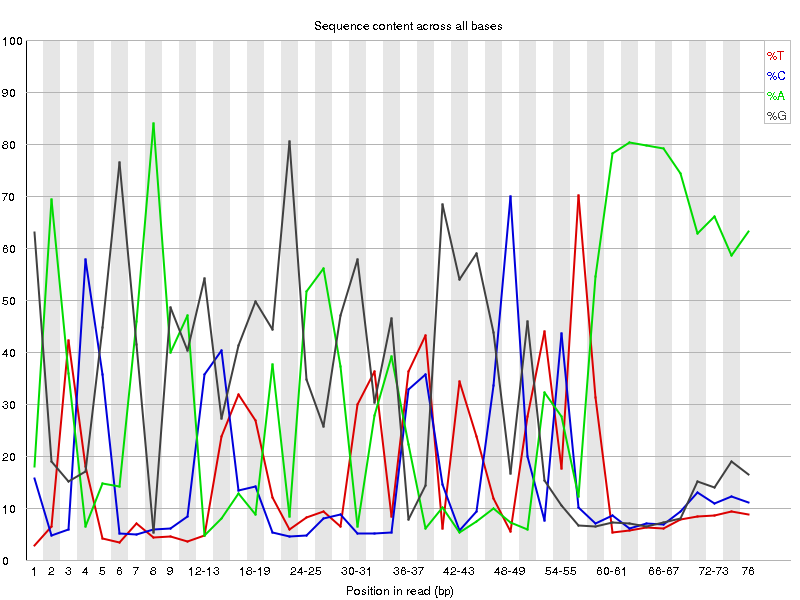 Sequence content across all bases
100
90
80
70
60
50
40
30
20
10
0
%T
%C
%A
%G
1 2 3 4 5 6 7 8 9 12-13 18-19 24-25 30-31 36-37 42-43 48-49 54-55 60-61 66-67 72-73 76
Position in read (bp)